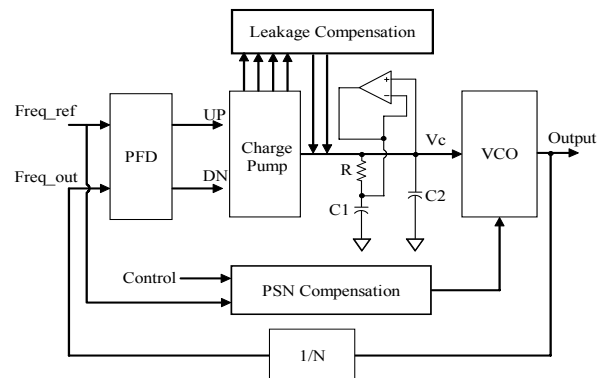 Leakage Compensation
Freq_ref
UP
PFD
Freq_out
DN
Charge
Pump
+
-
Vc
R
C1
C2
VCO
Output
Control
PSN Compensation
1/N